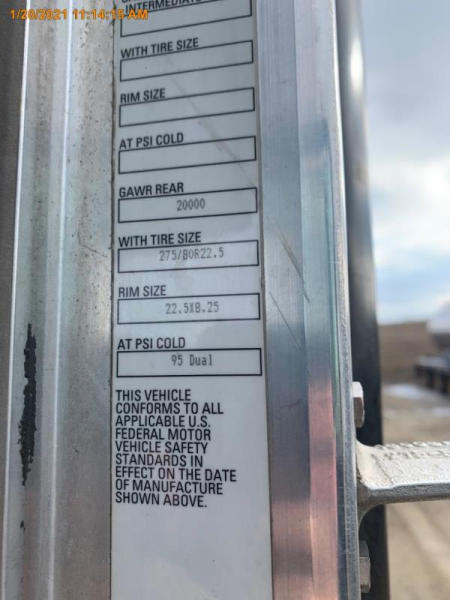 1/20/2021 11:14:15 AM
INTERMEDIATE
WITH TIRE SIZE
RIM SIZE
AT PSI COLD
GAWR REAR
20000
WITH TIRE SIZE
275/80R22.5
RIM SIZE
22.5X8.25
AT PSI COLD
95 Dual
THIS VEHICLE
CONFORMS TO ALL
APPLICABLE U.S.
FEDERAL MOTOR
VEHICLE SAFETY
STANDARDS IN
EFFECT ON THE DATE
OF MANUFACTURE
SHOWN ABOVE.